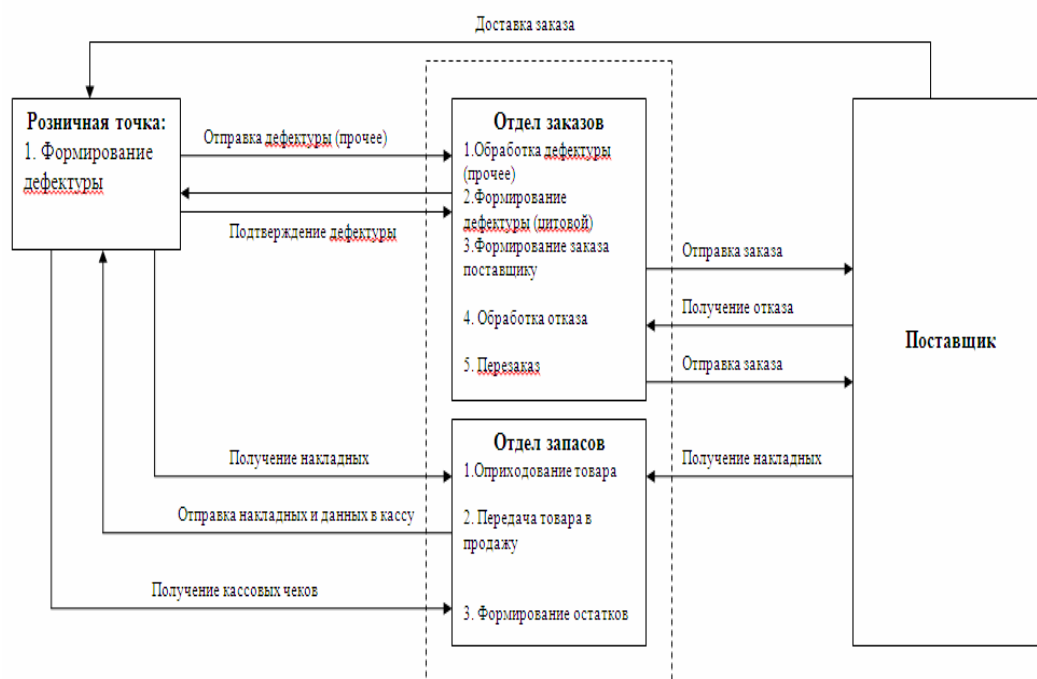 Доставка заказа
Розничная точка:
1. Формирование
дефектуры
Отправка дефектуры (прочее)
Подтверждение дефектуры
Отдел заказов
1.Обработка дефектуры
(прочее)
2.Формирование
дефектуры (цитовой)
3.Формирование заказа
поставщику
4. Обработка отказа
5. Перезаказ
Отправка заказа
Получение отказа
Отправка заказа
Поставщик
Получение накладных
Отправка накладных и данных в кассу
Получение кассовых чеков
Отдел запасов
1.Оприходование товара
2. Передача товара в
продажу
3. Формирование остатков
Получение накладных